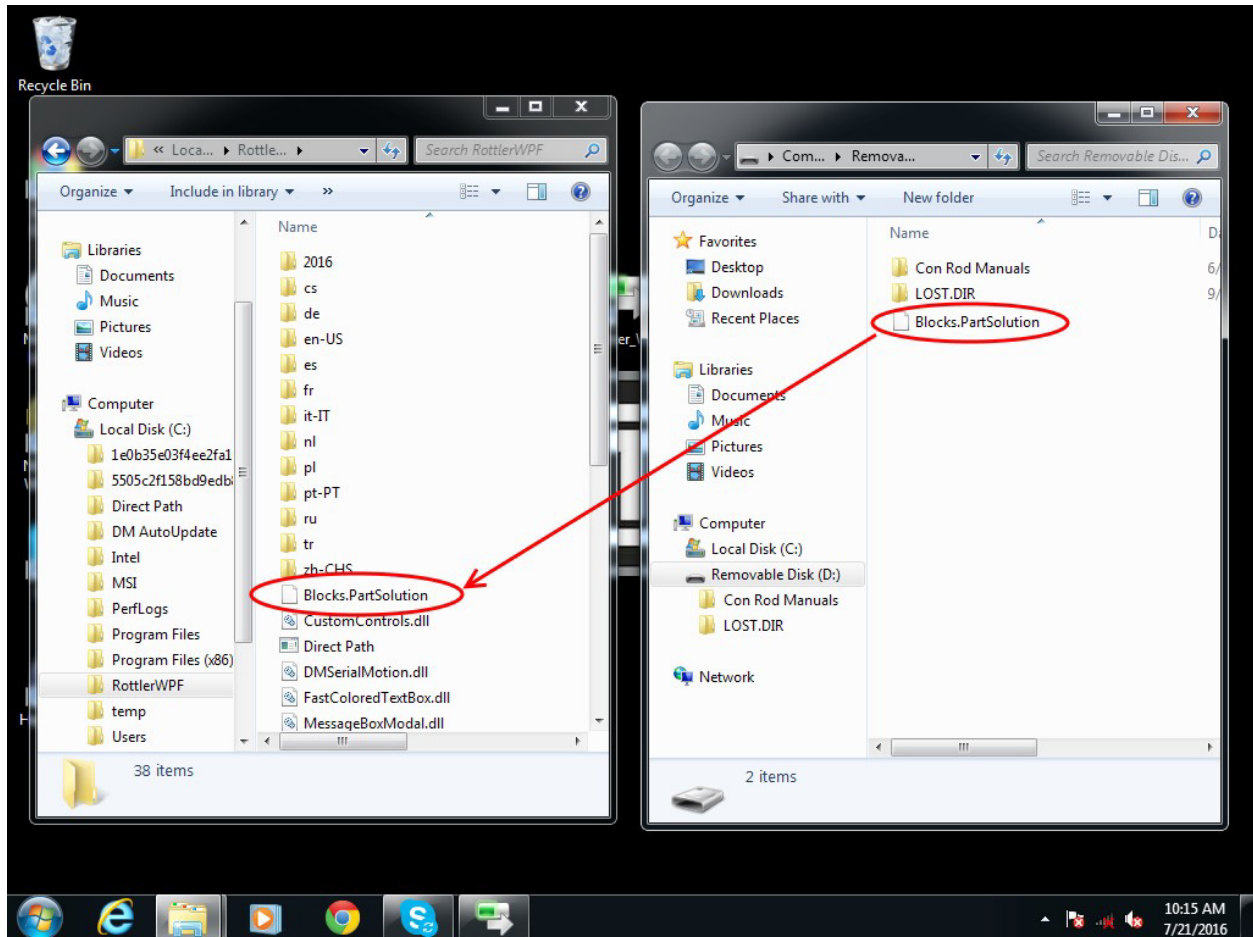 Recycle Bin
« Loca... Rottle...
Search RottlerWPF
Organize
Include in library
»
Name
Libraries
Documents
Music
Pictures
Videos
Computer
Local Disk (C:)
1e0b35e03f4ee2fa1
5505c2f158bd9edb
Direct Path
DM AutoUpdate
Intel
MSI
PerfLogs
Program Files
Program Files (x86)
RottlerWPF
temp
Users
2016
cs
de
en-US
es
fr
it-IT
nl
pl
pt-PT
ru
tr
zh-CHS
Blocks.PartSolution
CustomControls.dll
Direct Path
DMSerialMotion.dll
FastColoredTextBox.dll
MessageBoxModal.dll
38 items
Com... Remova...
Search Removable Dis...
Organize
Share with
New folder
Name
Favorites
Desktop
Downloads
Recent Places
Libraries
Documents
Music
Pictures
Videos
Computer
Local Disk (C:)
Removable Disk (D:)
Con Rod Manuals
LOST.DIR
Network
Con Rod Manuals
6/
LOST.DIR
9/
Blocks.PartSolution
2 items
10:15 AM
7/21/2016